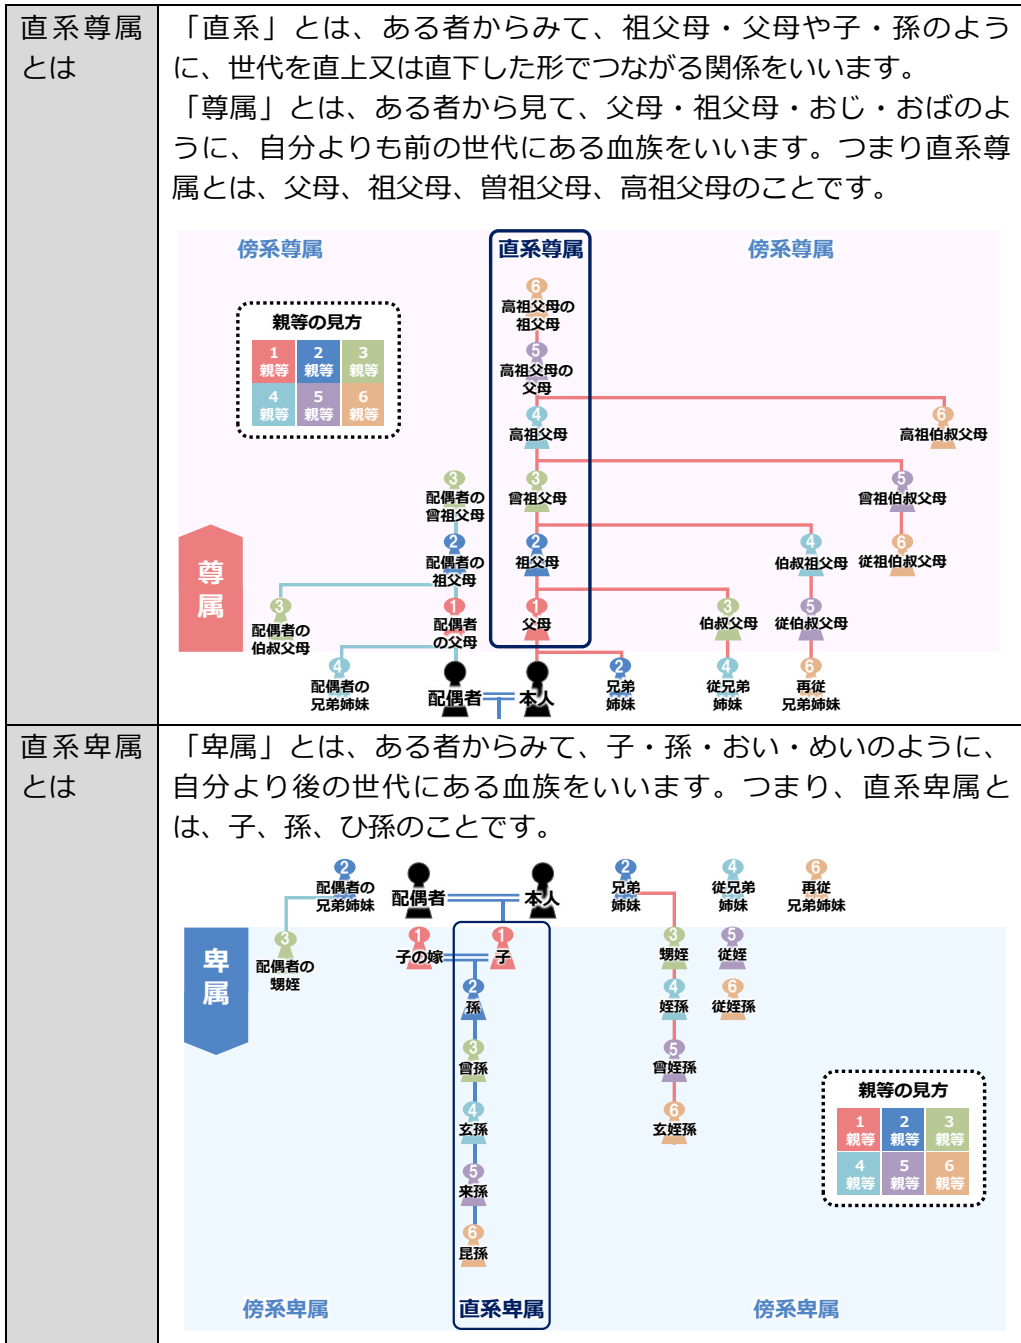 直系尊属
とは
「直系」とは、ある者からみて、祖父母・父母や子・孫のよう
に、世代を直上又は直下した形でつながる関係をいいます。
「尊属」とは、ある者から見て、父母・祖父母・おじ・おばのよ
うに、自分よりも前の世代にある血族をいいます。つまり直系尊
属とは、父母、祖父母、曽祖父母、高祖父母のことです。
傍系尊属
直系尊属
傍系尊属
親等の見方
1 2 3
親等 親等 親等
4 5 6
親等 親等 親等
6
高祖父母の
祖父母
5
高祖父母の
父母
4
高祖父母
6
高祖伯叔父母
3
配偶者の
曾祖父母
3
曾祖父母
5
曾祖伯叔父母
2
配偶者の
祖父母
2
祖父母
4
伯叔祖父母
6
従祖伯叔父母
尊
属
3
配偶者の
伯叔父母
1
配偶者
の父母
1
父母
3
伯叔父母
5
従伯叔父母
4
配偶者の
兄弟姉妹
配偶者
本人
2
兄弟
姉妹
4
従兄弟
姉妹
6
再従
兄弟姉妹
直系卑属
とは
「卑属」とは、ある者からみて、子・孫・おい・めいのように、
自分より後の世代にある血族をいいます。つまり、直系卑属と
は、子、孫、ひ孫のことです。
2
配偶者の
兄弟姉妹
配偶者
本人
2
兄弟
姉妹
4
従兄弟
姉妹
6
再従
兄弟姉妹
卑
属
3
配偶者の
甥姪
1
子の嫁
1
子
3
甥姪
5
従姪
2
孫
4
姪孫
6
従姪孫
3
曾孫
5
曾姪孫
4
玄孫
6
玄姪孫
5
来孫
6
昆孫
親等の見方
1 2 3
親等 親等 親等
4 5 6
親等 親等 親等
傍系卑属
直系卑属
傍系卑属